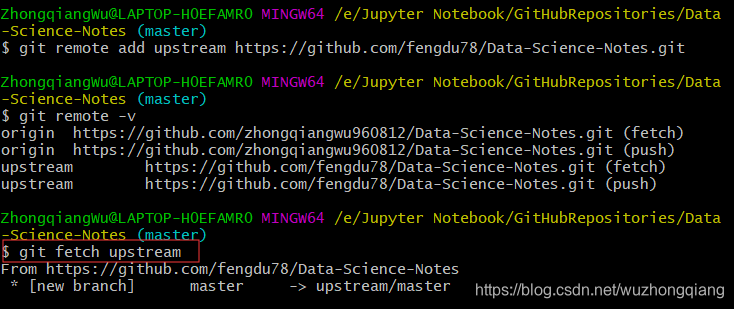 ZhongqiangWu@LAPTOP-HOEFAMR0 MINGW64 /e/Jupyter Notebook/GitHubRepositories/Data
-Science-Notes (master)
$ git remote add upstream https://github.com/fengdu78/Data-Science-Notes.git
ZhongqiangWu@LAPTOP-HOEFAMR0 MINGW64 /e/Jupyter Notebook/GitHubRepositories/Data
-Science-Notes (master)
$ git remote -v
origin  https://github.com/zhongqiangwu960812/Data-Science-Notes.git (fetch)
origin  https://github.com/zhongqiangwu960812/Data-Science-Notes.git (push)
upstream        https://github.com/fengdu78/Data-Science-Notes.git (fetch)
upstream        https://github.com/fengdu78/Data-Science-Notes.git (push)
ZhongqiangWu@LAPTOP-HOEFAMR0 MINGW64 /e/Jupyter Notebook/GitHubRepositories/Data
-Science-Notes (master)
$ git fetch upstream
From https://github.com/fengdu78/Data-Science-Notes
 * [new branch]      master     -> upstream/master
https://blog.csdn.net/wuzhongqiang